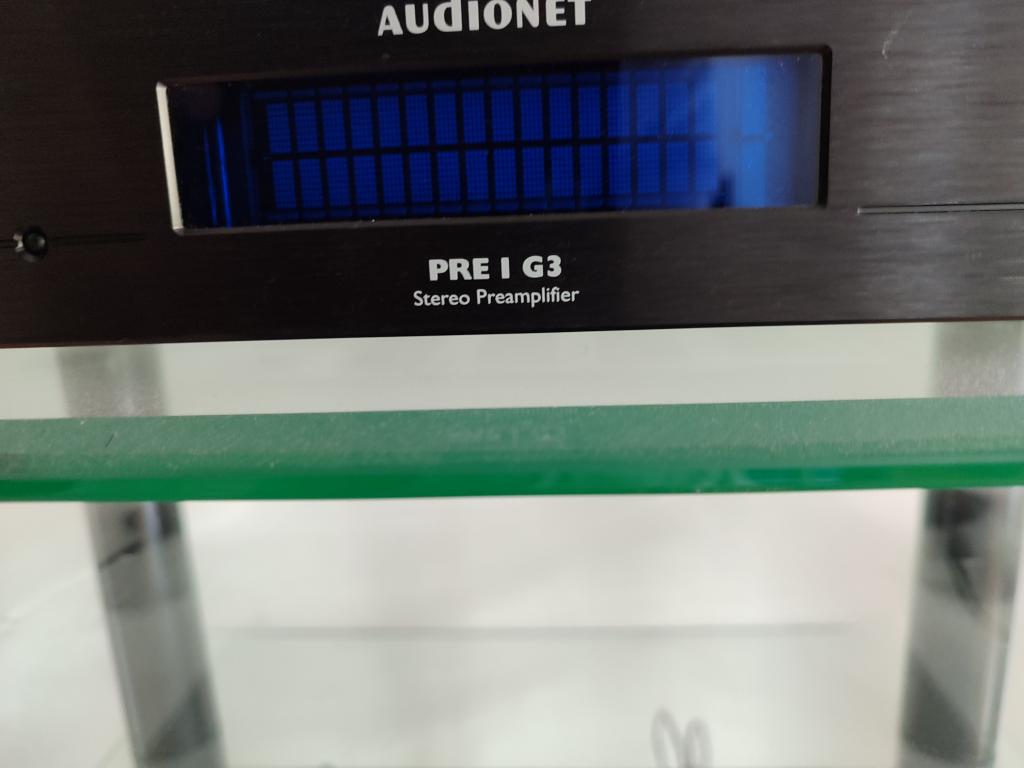 AUDIONET
PRE I G3
Stereo Preamplifier